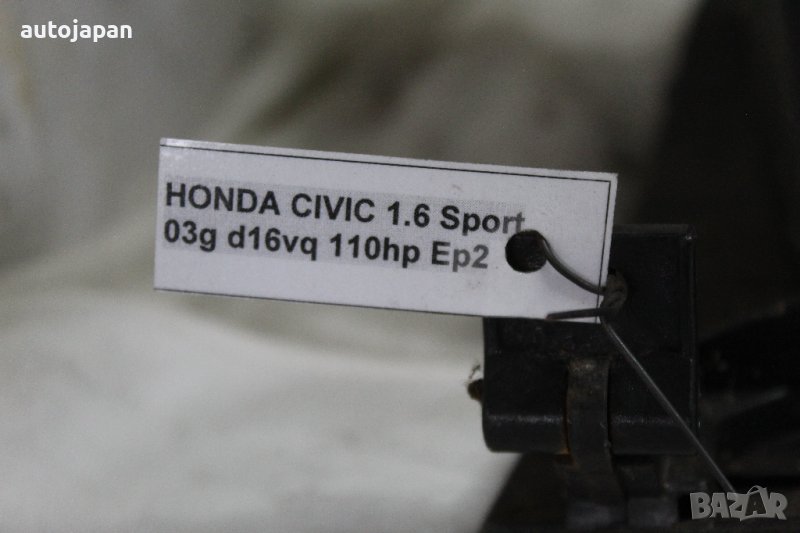 autojapan
HONDA CIVIC 1.6 Sport
03g d16vq 110hp Ep2
BAZAR